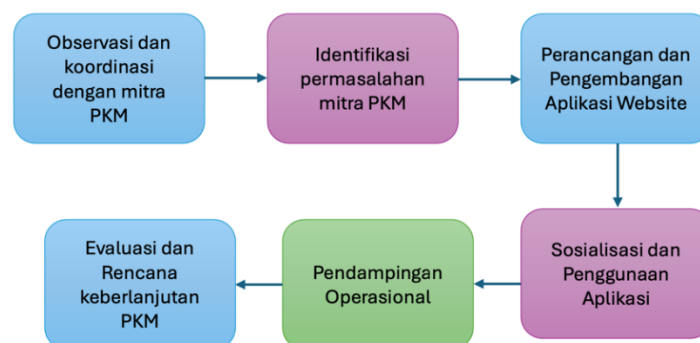 Observasi dan
koordinasi
dengan mitra
PKM
Identifikasi
permasalahan
mitra PKM
Perancangan dan
Pengembangan
Aplikasi Website
Sosialisasi dan
Penggunaan
Aplikasi
Pendampingan
Operasional
Evaluasi dan
Rencana
keberlanjutan
PKM